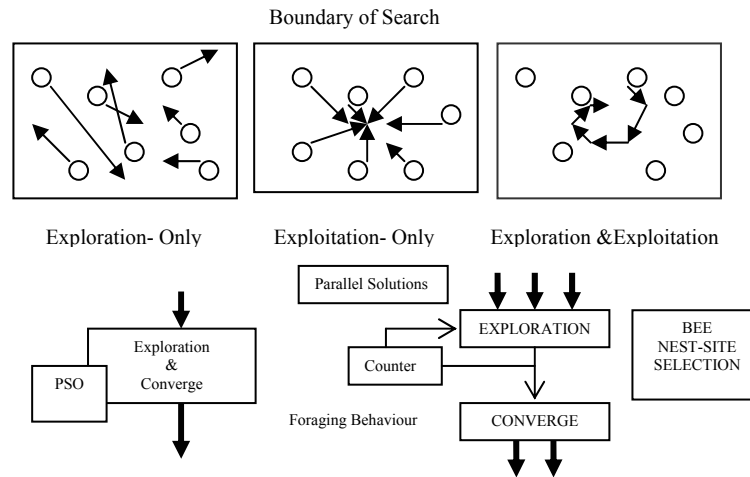 Boundary of Search
Exploration- Only
Exploitation- Only
Exploration &Exploitation
Exploration
&
Converge
PSO
Parallel Solutions
EXPLORATION
Counter
Foraging Behaviour
CONVERGE
BEE
NEST-SITE
SELECTION